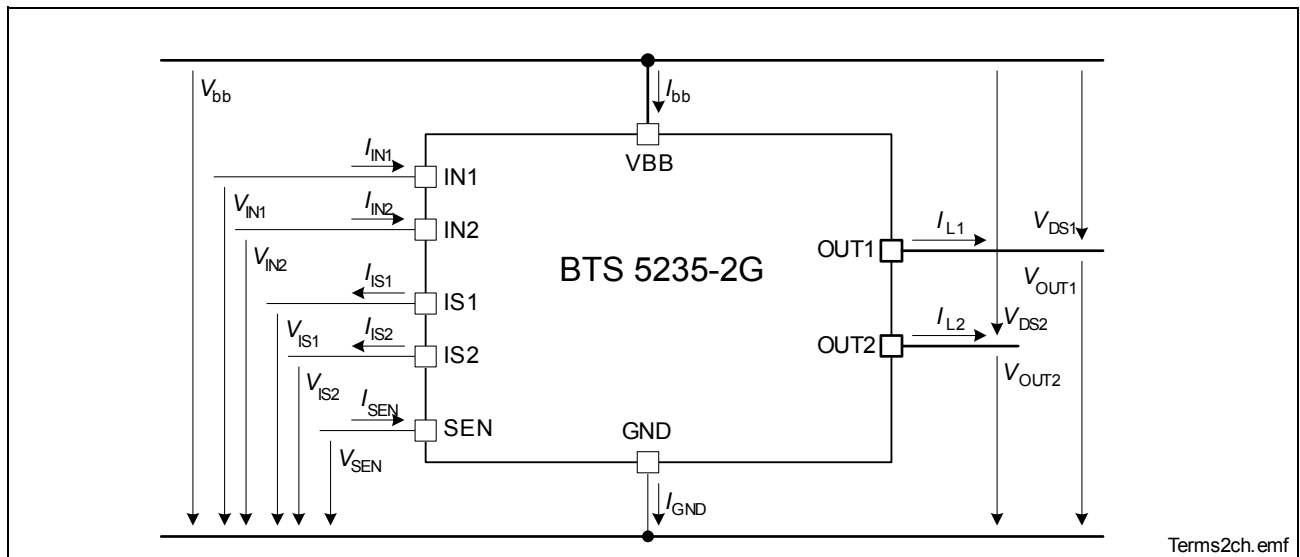 Vbb
Ibb
VBB
IIN1
IN1
VIN1
IIN2
IN2
VIN2
IIS1
IS1
VIS1
IIS2
IS2
VIS2
ISEN
SEN
VSEN
BTS 5235-2G
GND
IGND
OUT1
IL1
VDS1
VOUT1
OUT2
IL2
VDS2
VOUT2
Terms2ch.emf